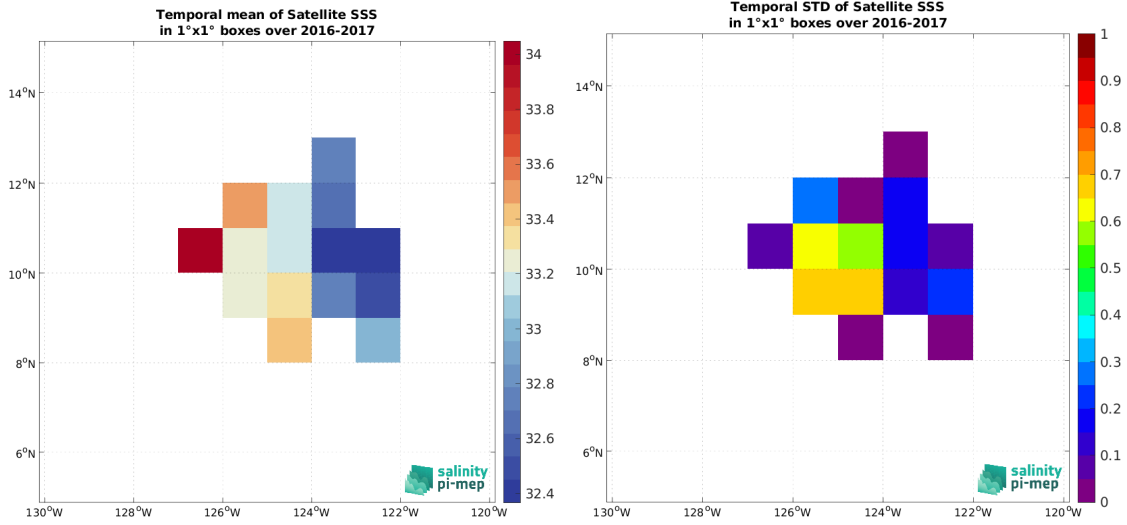 Temporal mean of Satellite SSS
in 1°x1° boxes over 2016-2017
14°N
12°N
10°N
8°N
6°N
130°W
128°W
126°W
124°W
122°W
120°W
34
33.8
33.6
33.4
33.2
33
32.8
32.6
32.4
salinity
pi-mep
Temporal STD of Satellite SSS
in 1°x1° boxes over 2016-2017
14°N
12°N
10°N
8°N
6°N
130°W
128°W
126°W
124°W
122°W
120°W
1
0.9
0.8
0.7
0.6
0.5
0.4
0.3
0.2
0.1
0
salinity
pi-mep